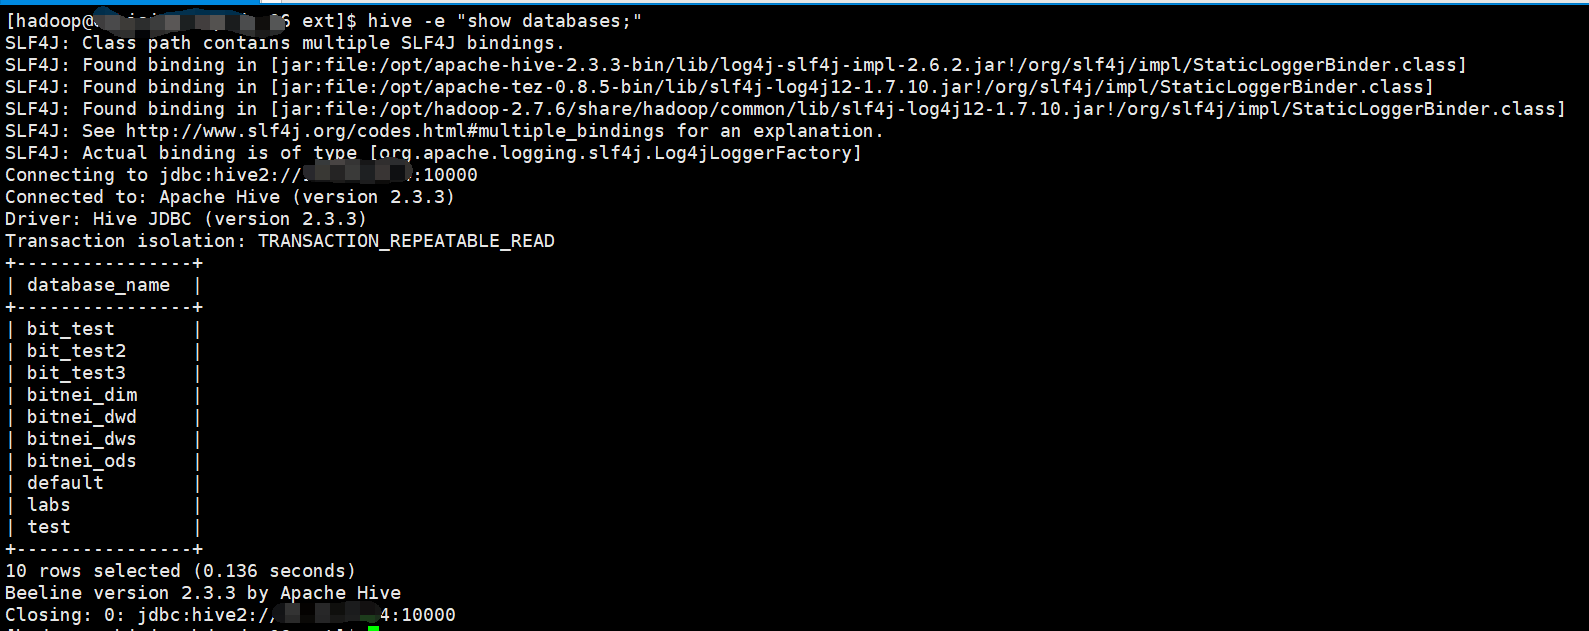 [hadoop@ 6 ext]$ hive -e "show databases;"
SLF4J: Class path contains multiple SLF4J bindings.
SLF4J: Found binding in [jar:file:/opt/apache-hive-2.3.3-bin/lib/log4j-slf4j-impl-2.6.2.jar!/org/slf4j/impl/StaticLoggerBinder.class]
SLF4J: Found binding in [jar:file:/opt/apache-tez-0.8.5-bin/lib/slf4j-log4j12-1.7.10.jar!/org/slf4j/impl/StaticLoggerBinder.class]
SLF4J: Found binding in [jar:file:/opt/hadoop-2.7.6/share/hadoop/common/lib/slf4j-log4j12-1.7.10.jar!/org/slf4j/impl/StaticLoggerBinder.class]
SLF4J: See http://www.slf4j.org/codes.html#multiple_bindings for an explanation.
SLF4J: Actual binding is of type [org.apache.logging.slf4j.Log4jLoggerFactory]
Connecting to jdbc:hive2:// :10000
Connected to: Apache Hive (version 2.3.3)
Driver: Hive JDBC (version 2.3.3)
Transaction isolation: TRANSACTION_REPEATABLE_READ
+----------------+
| database_name  |
+----------------+
| bit_test       |
| bit_test2      |
| bit_test3      |
| bitnei_dim     |
| bitnei_dwd     |
| bitnei_dws     |
| bitnei_ods     |
| default        |
| labs           |
| test           |
+----------------+
10 rows selected (0.136 seconds)
Beeline version 2.3.3 by Apache Hive
Closing: 0: jdbc:hive2:/ 4:10000